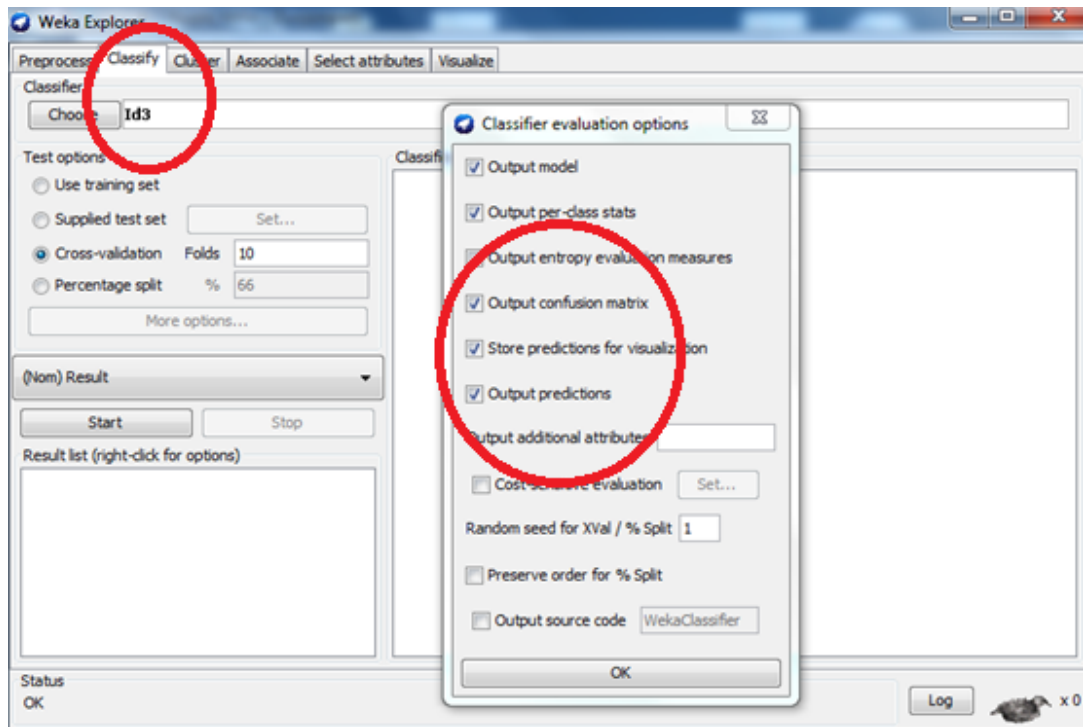 Weka Explorer
Preprocess Classify Cluster Associate Select attributes Visualize
Classifier
Choose Id3
Test options
Use training set
Supplied test set Set...
Cross-validation Folds 10
Percentage split % 66
More options...
(Nom) Result
Start Stop
Result list (right-click for options)
Classifi
Classifier evaluation options
Output model
Output per-class stats
Output entropy evaluation measures
Output confusion matrix
Store predictions for visualization
Output predictions
Output additional attributes
Cost-sensitive evaluation Set...
Random seed for XVal / % Split 1
Preserve order for % Split
Output source code WekaClassifier
OK
Status
OK
Log x 0